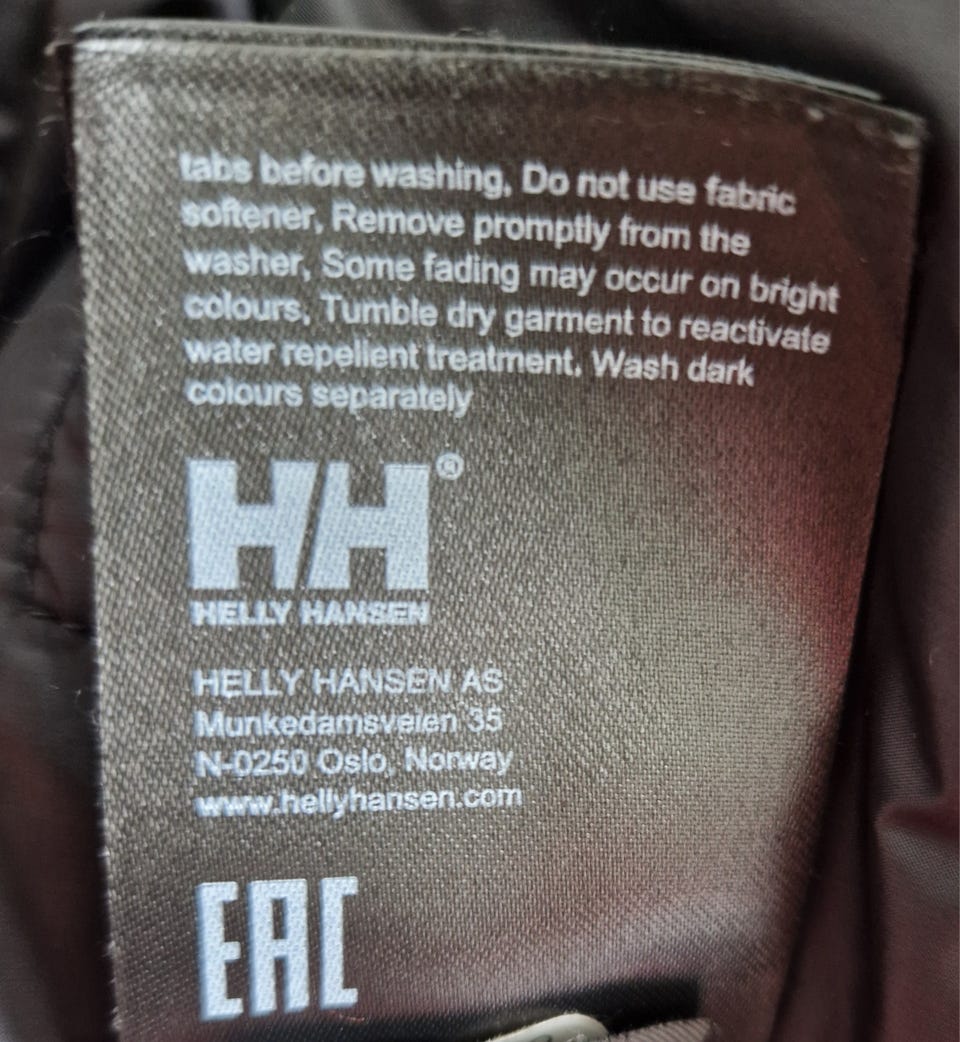 tabs before washing, Do not use fabric
softener, Remove promptly from the
washer, Some fading may occur on bright
colours, Tumble dry garment to reactivate
water repellent treatment. Wash dark
colours separately
HH®
HELLY HANSEN
HELLY HANSEN AS
Munkedamsveien 35
N-0250 Oslo, Norway
www.hellyhansen.com
EAC